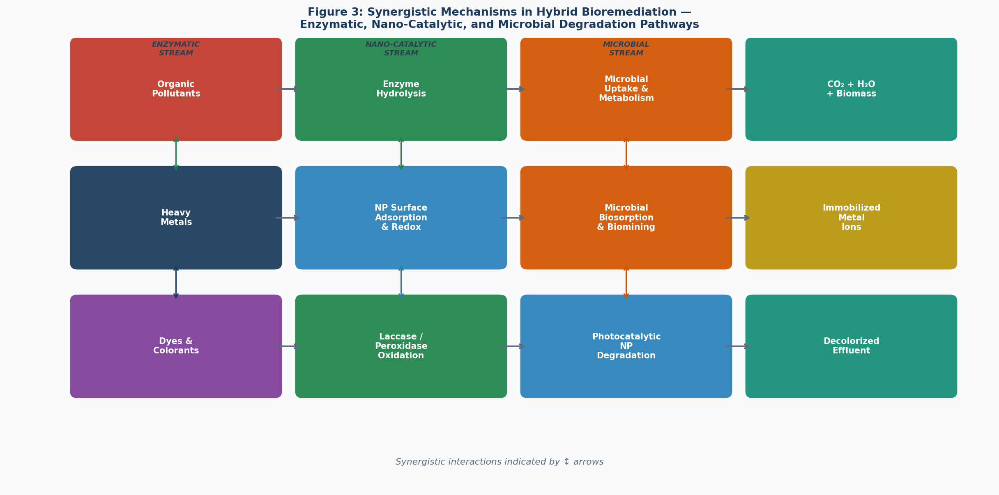 Figure 3: Synergistic Mechanisms in Hybrid Bioremediation —
Enzymatic, Nano-Catalytic, and Microbial Degradation Pathways
ENZYMATIC
STREAM
NANO-CATALYTIC
STREAM
MICROBIAL
STREAM
Organic
Pollutants
Enzyme
Hydrolysis
Microbial
Uptake &
Metabolism
CO₂ + H₂O
+ Biomass
Heavy
Metals
NP Surface
Adsorption
& Redox
Microbial
Biosorption
& Biomining
Immobilized
Metal
Ions
Dyes &
Colorants
Laccase /
Peroxidase
Oxidation
Photocatalytic
NP
Degradation
Decolorized
Effluent
Synergistic interactions indicated by ↕ arrows